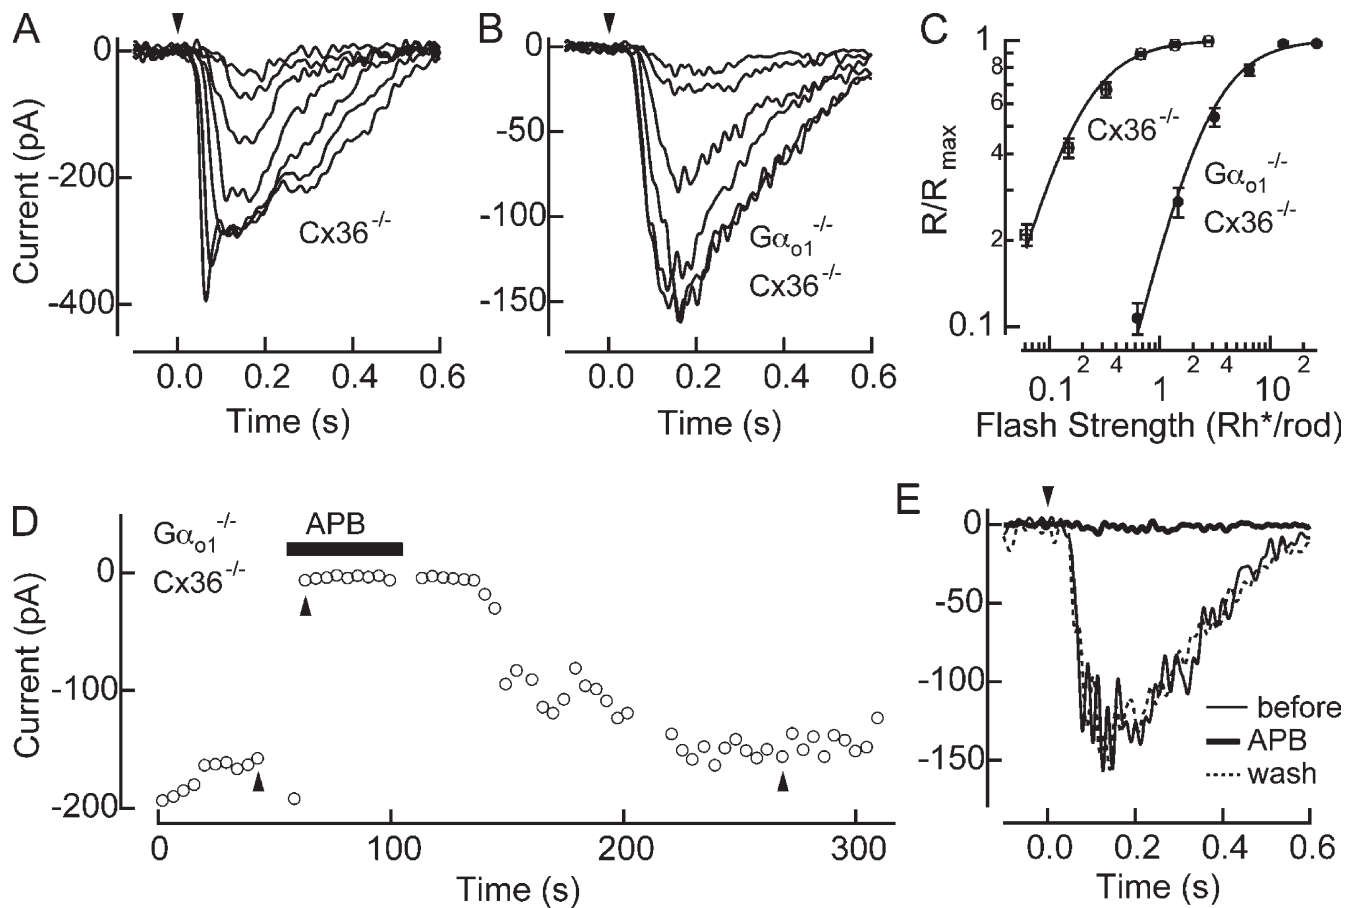 A
0
-200
-400
Current (pA)
Cx36-/-
0.0 0.2 0.4 0.6
Time (s)
B
0
-50
-100
-150
Gαo1-/-
Cx36-/-
0.0 0.2 0.4 0.6
Time (s)
C
1
8
6
4
2
0.1
R/Rmax
Cx36-/-
Gαo1-/-
Cx36-/-
0.1 2 4 1 2 4 10 2
Flash Strength (Rh*/rod)
D
Gαo1-/-
Cx36-/-
APB
0
-100
-200
Current (pA)
0 100 200 300
Time (s)
E
0
-50
-100
-150
before
APB
wash
0.0 0.2 0.4 0.6
Time (s)